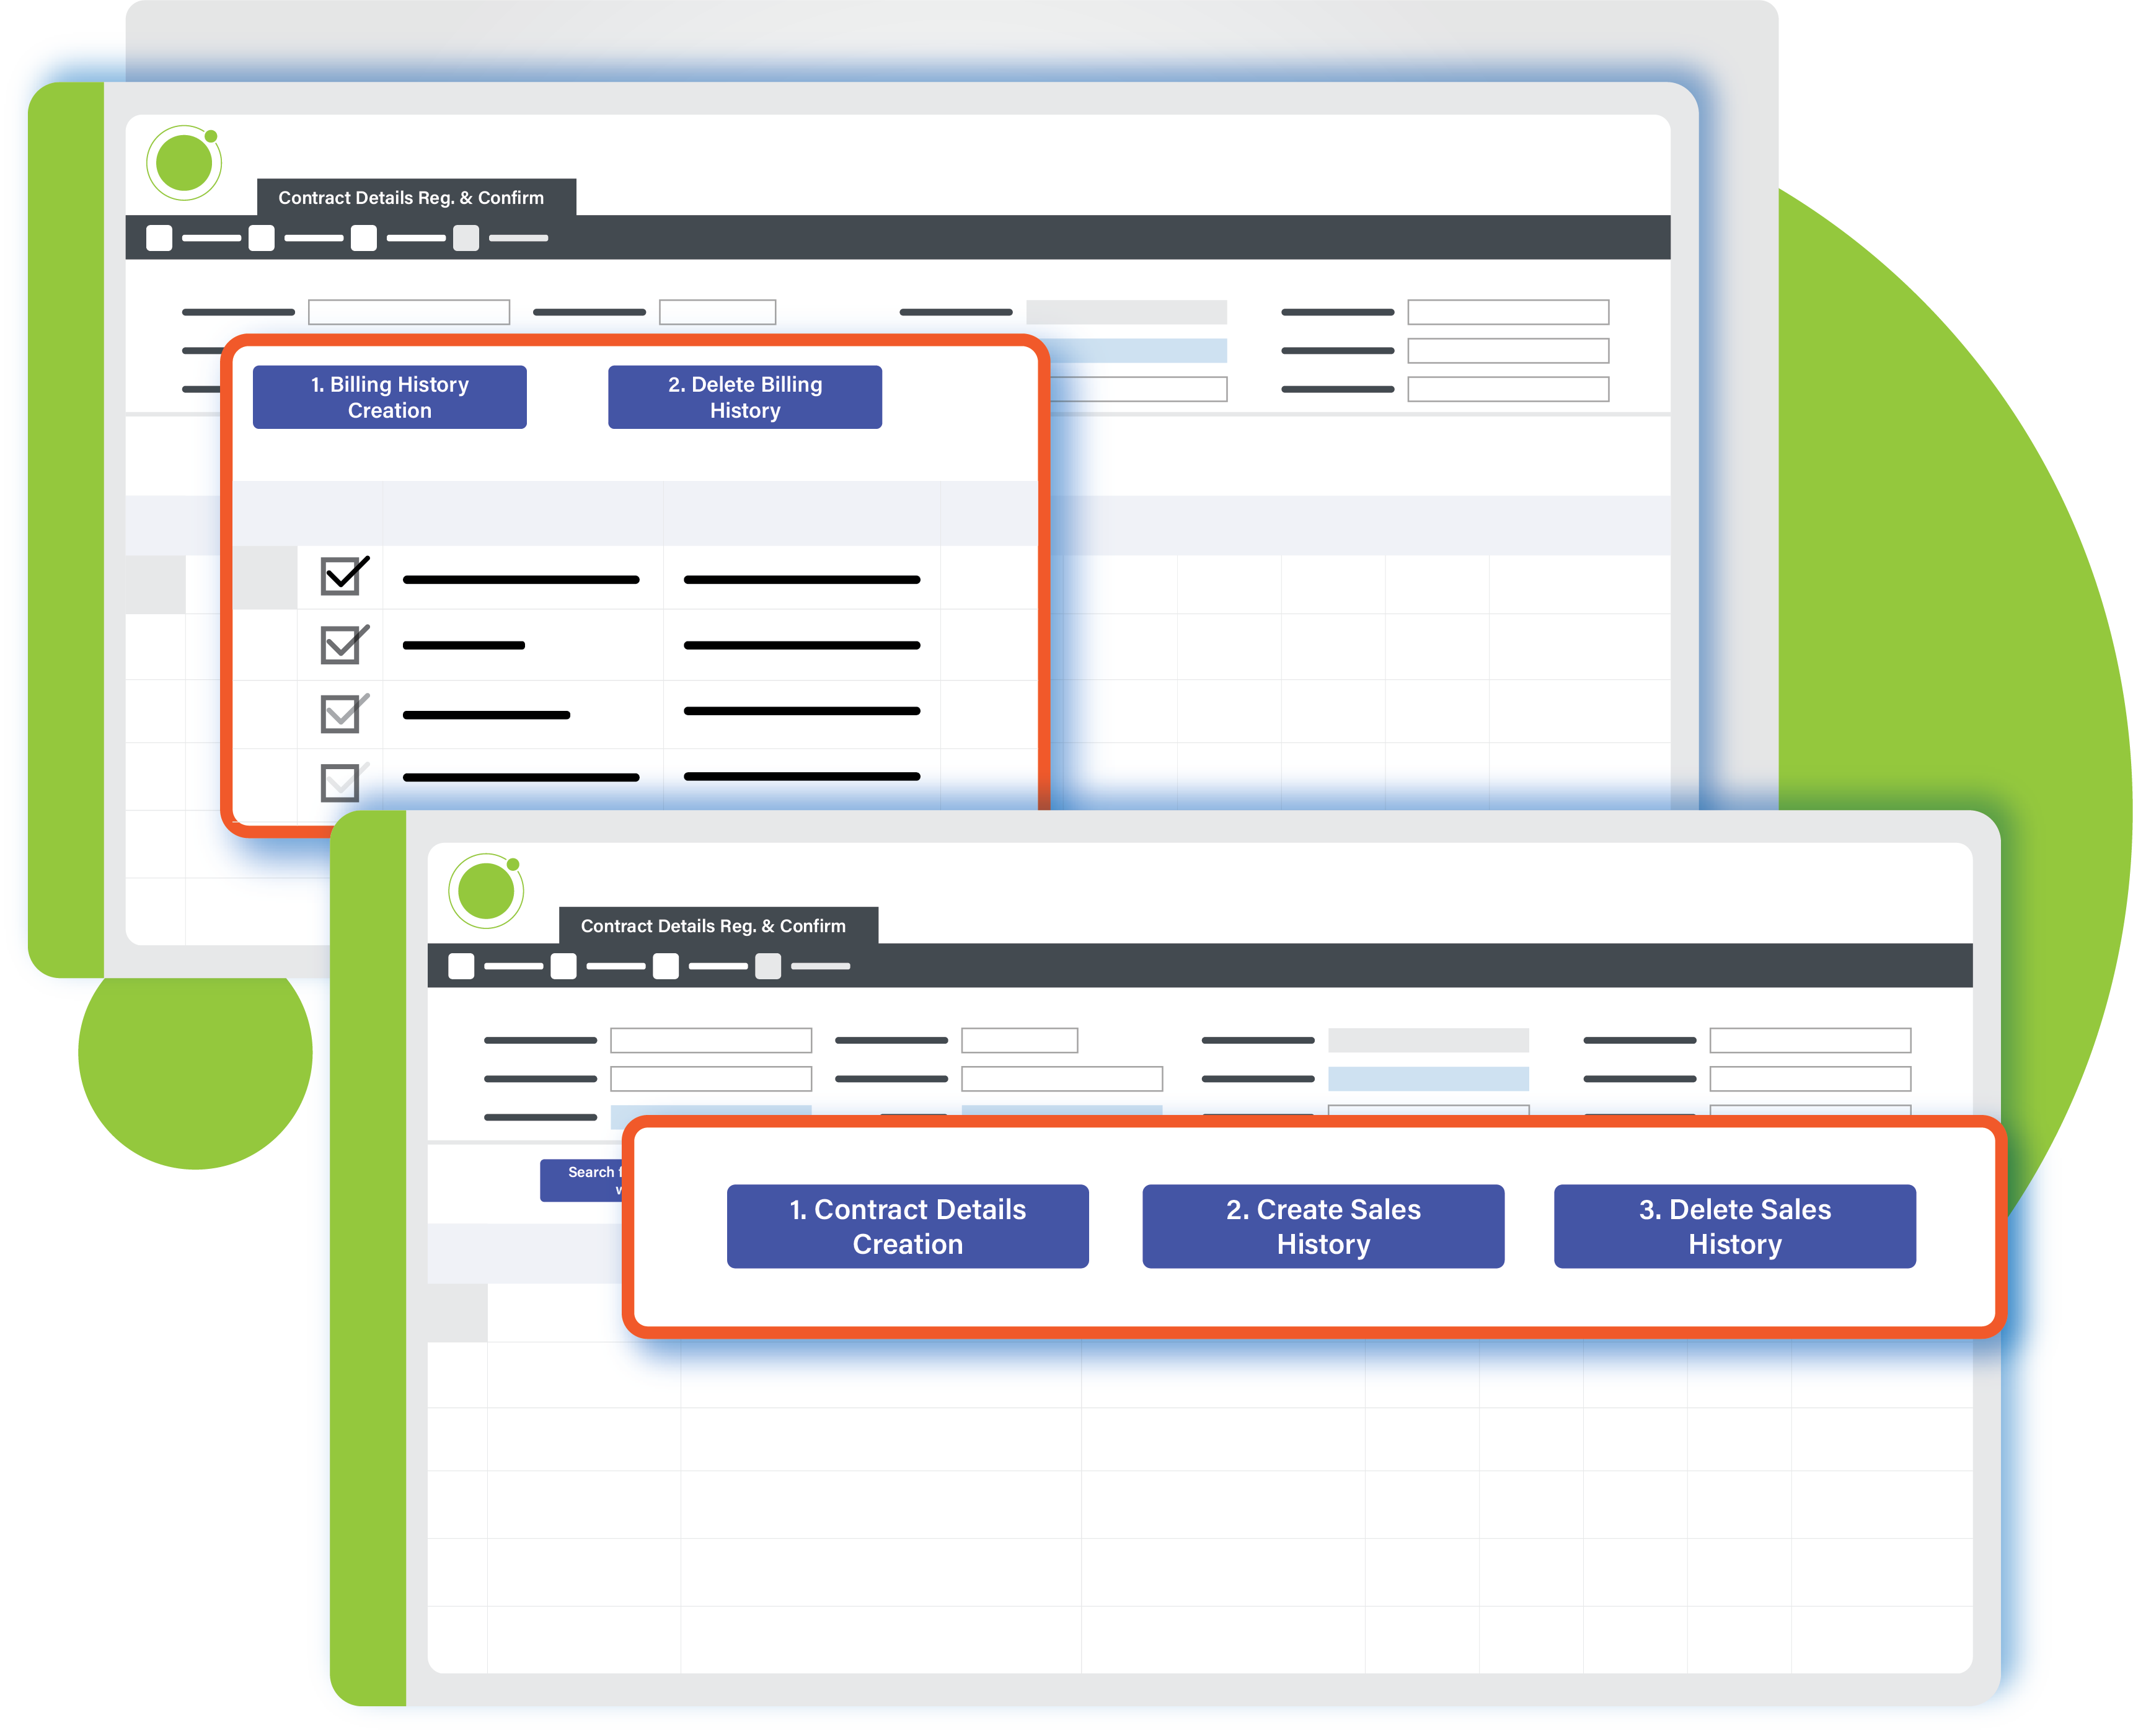 Contract Details Reg. & Confirm
1. Billing History
Creation
2. Delete Billing
History
Contract Details Reg. & Confirm
Search
1. Contract Details
Creation
2. Create Sales
History
3. Delete Sales
History